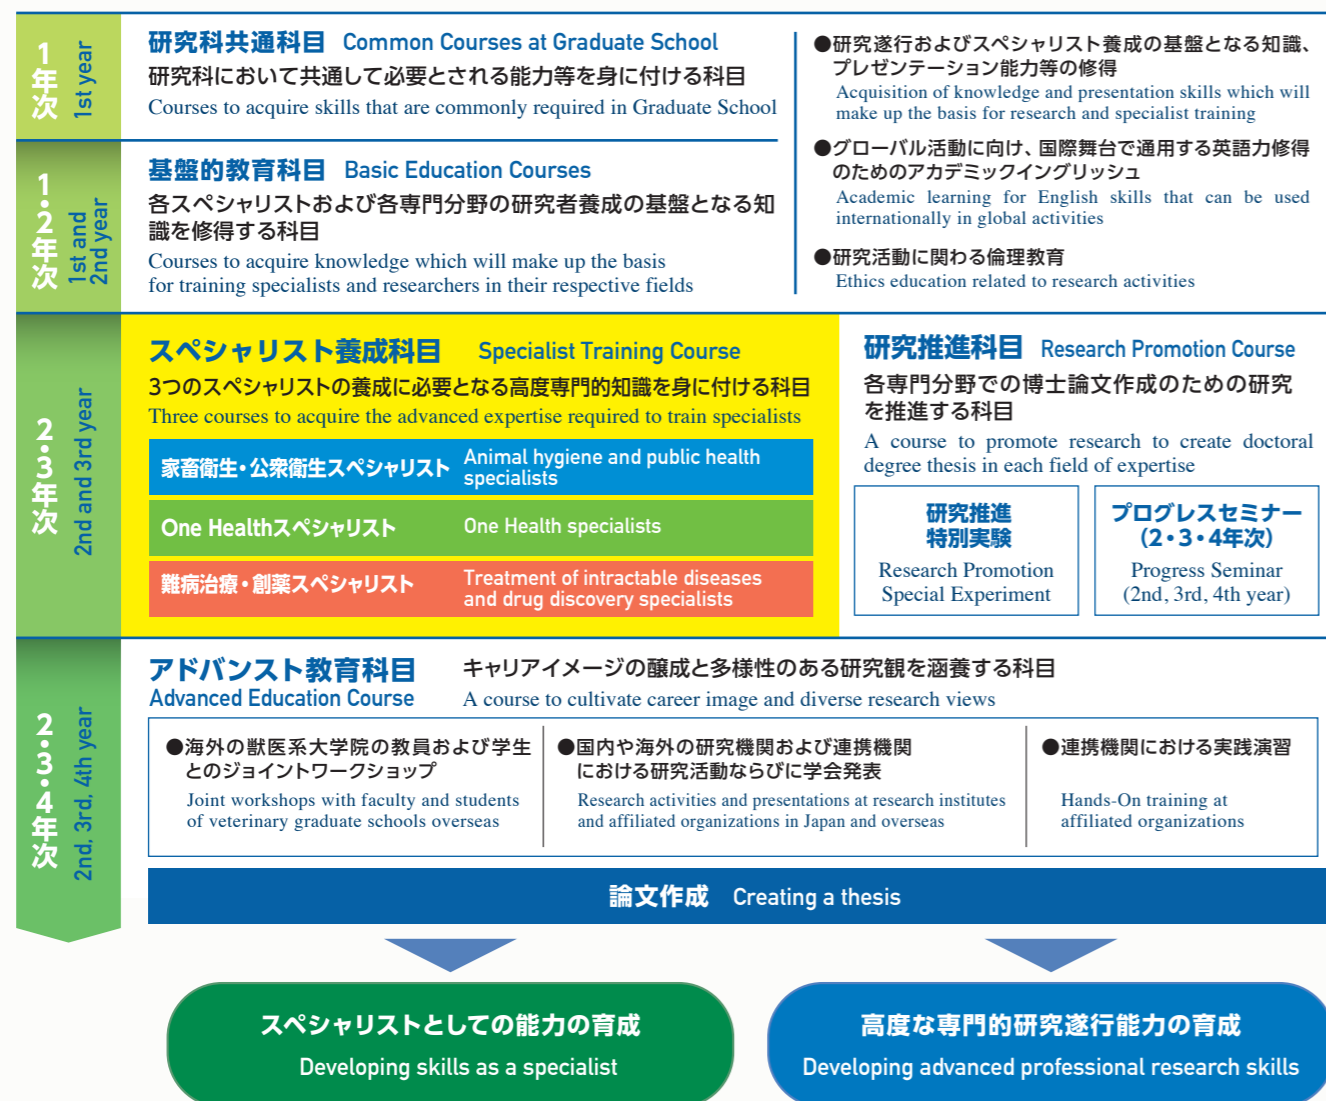 1年次
1st year
研究科共通科目 Common Courses at Graduate School
研究科において共通して必要とされる能力等を身に付ける科目
Courses to acquire skills that are commonly required in Graduate School
1・2年次
1st and
2nd year
基盤的教育科目 Basic Education Courses
各スペシャリストおよび各専門分野の研究者養成の基盤となる知
識を修得する科目
Courses to acquire knowledge which will make up the basis
for training specialists and researchers in their respective fields
●研究遂行およびスペシャリスト養成の基盤となる知識、
プレゼンテーション能力等の修得
Acquisition of knowledge and presentation skills which will
make up the basis for research and specialist training
●グローバル活動に向け、国際舞台で通用する英語力修得
のためのアカデミックイングリッシュ
Academic learning for English skills that can be used
internationally in global activities
●研究活動に関わる倫理教育
Ethics education related to research activities
2・3年次
2nd and 3rd year
スペシャリスト養成科目 Specialist Training Course
3つのスペシャリストの養成に必要となる高度専門的知識を身に付ける科目
Three courses to acquire the advanced expertise required to train specialists
家畜衛生・公衆衛生スペシャリスト
Animal hygiene and public health
specialists
One Healthスペシャリスト
One Health specialists
難病治療・創薬スペシャリスト
Treatment of intractable diseases
and drug discovery specialists
研究推進科目 Research Promotion Course
各専門分野での博士論文作成のための研究
を推進する科目
A course to promote research to create doctoral
degree thesis in each field of expertise
研究推進
特別実験
Research Promotion
Special Experiment
プログレスセミナー
(2・3・4年次)
Progress Seminar
(2nd, 3rd, 4th year)
2・3・4年次
2nd, 3rd, 4th year
アドバンスト教育科目
Advanced Education Course
キャリアイメージの醸成と多様性のある研究観を涵養する科目
A course to cultivate career image and diverse research views
●海外の獣医系大学院の教員および学生
とのジョイントワークショップ
Joint workshops with faculty and students
of veterinary graduate schools overseas
●国内や海外の研究機関および連携機関
における研究活動ならびに学会発表
Research activities and presentations at research institutes
and affiliated organizations in Japan and overseas
●連携機関における実践演習
Hands-On training at
affiliated organizations
論文作成 Creating a thesis
スペシャリストとしての能力の育成
Developing skills as a specialist
高度な専門的研究遂行能力の育成
Developing advanced professional research skills